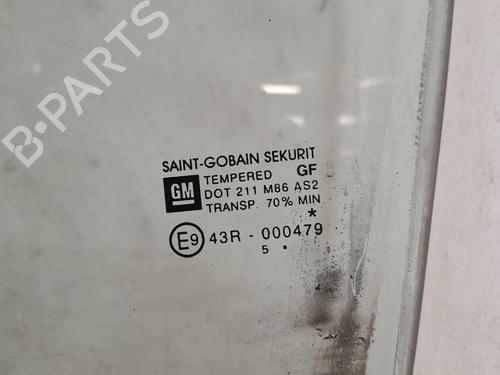 B-PARTS
SAINT-GOBAIN SEKURIT
TEMPERED GF
GM DOT 211 M86 AS2
TRANSP. 70% MIN
*
E9 43R - 000479
5 •